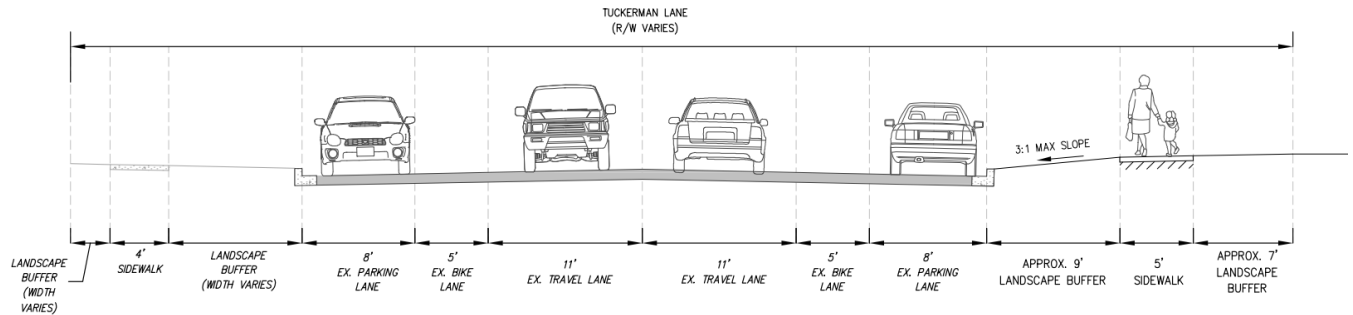 TUCKERMAN LANE
(R/W VARIES)
3:1 MAX SLOPE
LANDSCAPE
BUFFER
(WIDTH
VARIES)
4'
SIDEWALK
LANDSCAPE
BUFFER
(WIDTH VARIES)
8'
EX. PARKING
LANE
5'
EX. BIKE
LANE
11'
EX. TRAVEL LANE
11'
EX. TRAVEL LANE
5'
EX. BIKE
LANE
8'
EX. PARKING
LANE
APPROX. 9'
LANDSCAPE BUFFER
5'
SIDEWALK
APPROX. 7'
LANDSCAPE
BUFFER